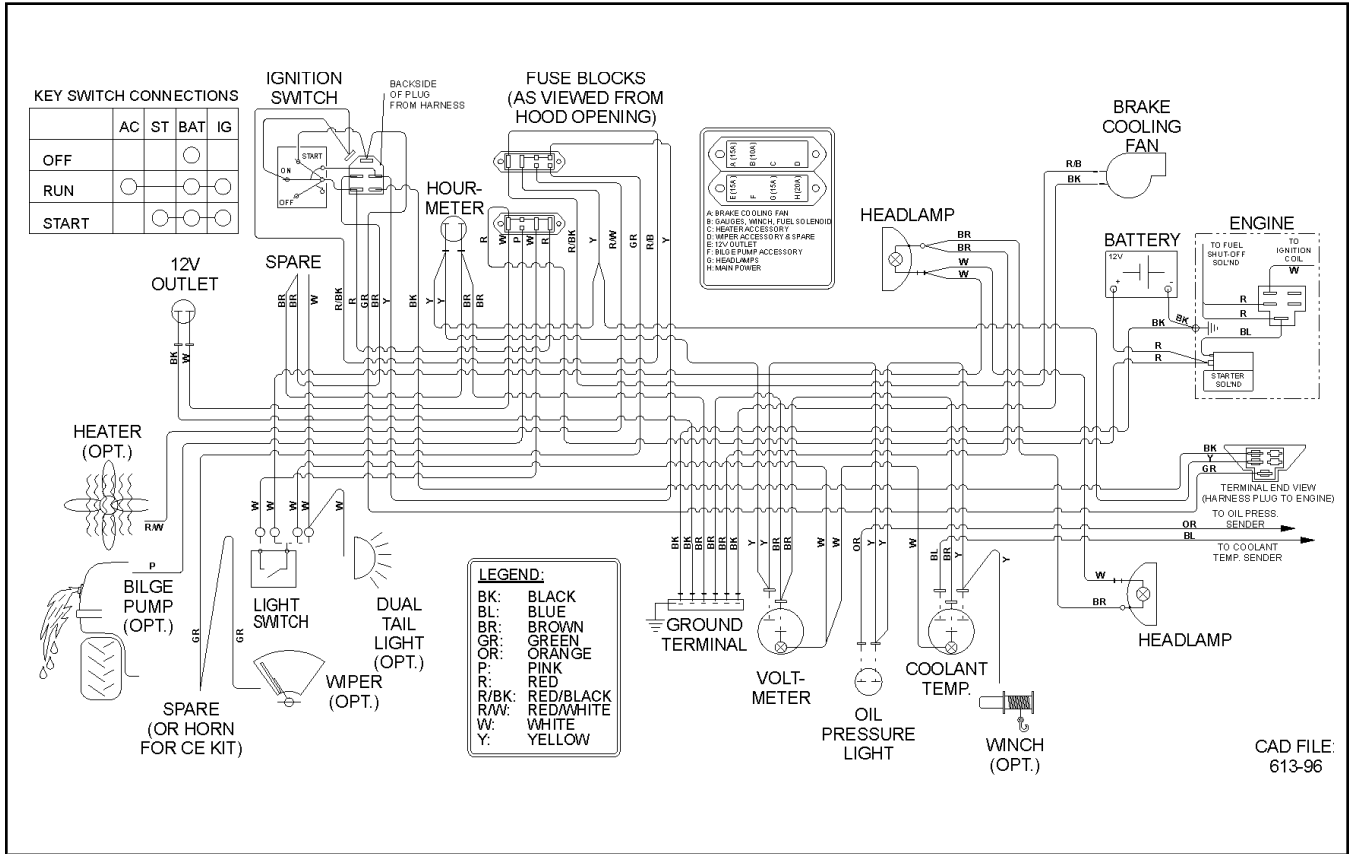 KEY SWITCH CONNECTIONS
AC ST BAT IG
OFF
RUN
START
IGNITION
SWITCH
BACKSIDE
OF PLUG
FROM HARNESS
START
ON
OFF
FUSE BLOCKS
(AS VIEWED FROM
HOOD OPENING)
A (15A)
B (10A)
C
D
E (15A)
F
G (15A)
H (20A)
A: BRAKE COOLING FAN
B: GAUGES, WINCH, FUEL SOLENOID
C: HEATER ACCESSORY
D: WIPER ACCESSORY & SPARE
E: 12V OUTLET
F: BILGE PUMP ACCESSORY
G: HEADLAMPS
H: MAIN POWER
BRAKE
COOLING
FAN
R/B
BK
HOUR-
METER
HEADLAMP
BR
BR
W
W
BATTERY
12V
+
-
BK
BK
R
R
ENGINE
TO FUEL
SHUT-OFF
SOL'ND
TO
IGNITION
COIL
W
R
R
BL
STARTER
SOL'ND
12V
OUTLET
BK
W
SPARE
BR
BR
W
R/BK
R
GR
BR
Y
BK
Y
Y
BR
BR
R
W
P
W
R
R/BK
Y
R/W
GR
R/B
Y
HEATER
(OPT.)
R/W
P
BILGE
PUMP
(OPT.)
GR
GR
SPARE
(OR HORN
FOR CE KIT)
W
W
W
W
W
LIGHT
SWITCH
DUAL
TAIL
LIGHT
(OPT.)
WIPER
(OPT.)
LEGEND:
BK: BLACK
BL: BLUE
BR: BROWN
GR: GREEN
OR: ORANGE
P: PINK
R: RED
R/BK: RED/BLACK
R/W: RED/WHITE
W: WHITE
Y: YELLOW
BK
BK
BR
BR
BR
BK
GROUND
TERMINAL
Y
Y
BR
BR
W
W
VOLT-
METER
OR
Y
Y
OIL
PRESSURE
LIGHT
W
BL
BR
Y
Y
COOLANT
TEMP.
WINCH
(OPT.)
BK
Y
GR
TERMINAL END VIEW
(HARNESS PLUG TO ENGINE)
TO OIL PRESS.
SENDER
OR
BL
TO COOLANT
TEMP. SENDER
W
BR
HEADLAMP
CAD FILE:
613-96